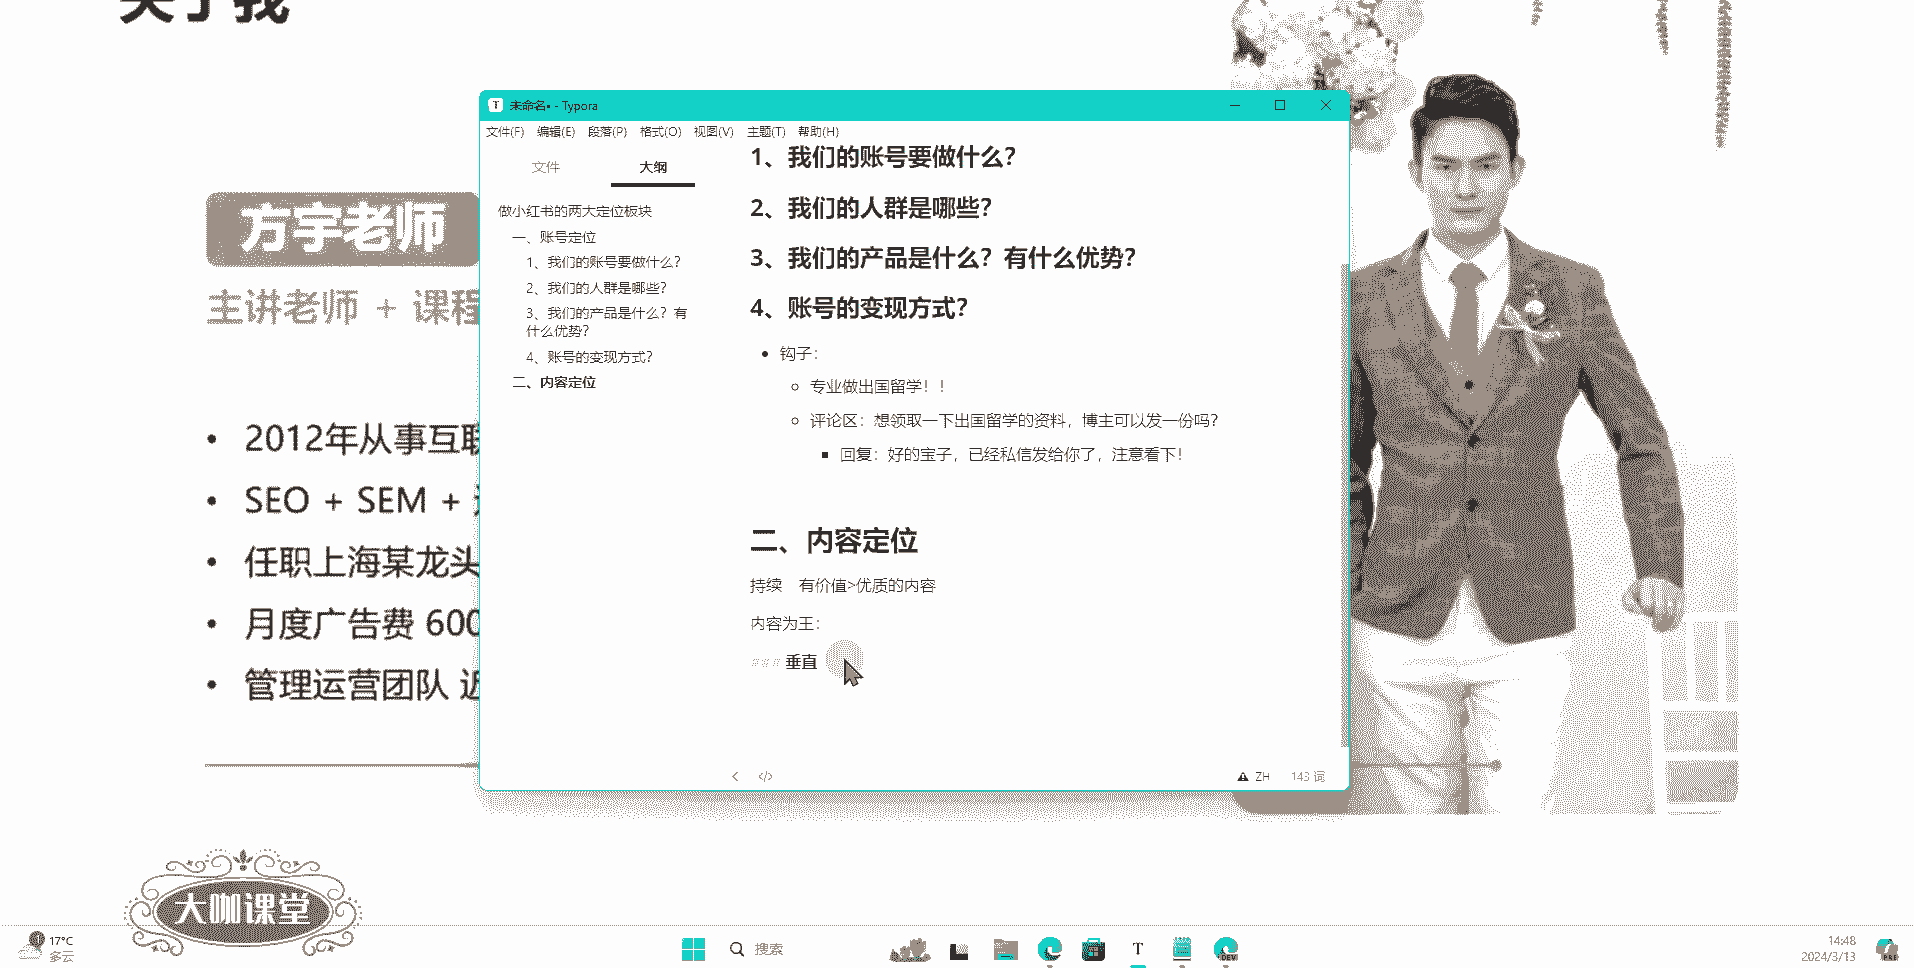 关于我
方宇老师
主讲老师 + 课程
• 2012年从事互联
• SEO + SEM +
• 任职上海某龙头
• 月度广告费 600
• 管理运营团队 近
未命名• - Typora
文件(F) 编辑(E) 段落(P) 格式(O) 视图(V) 主题(T) 帮助(H)
文件 大纲
做小红书的两大定位板块
一、账号定位
1、我们的账号要做什么?
2、我们的人群是哪些?
3、我们的产品是什么? 有
什么优势?
4、账号的变现方式?
二、内容定位
1、我们的账号要做什么?
2、我们的人群是哪些?
3、我们的产品是什么? 有什么优势?
4、账号的变现方式?
• 钩子:
专业做出国留学! !
评论区: 想领取一下出国留学的资料, 博主可以发一份吗?
回复: 好的宝子, 已经私信发给你了, 注意看下!
二、内容定位
持续 有价值>优质的内容
内容为王:
### 垂直
</> ZH 143 词
大咖课堂
17°C
多云
搜索
T
DEV
14:48
2024/3/13
PRE